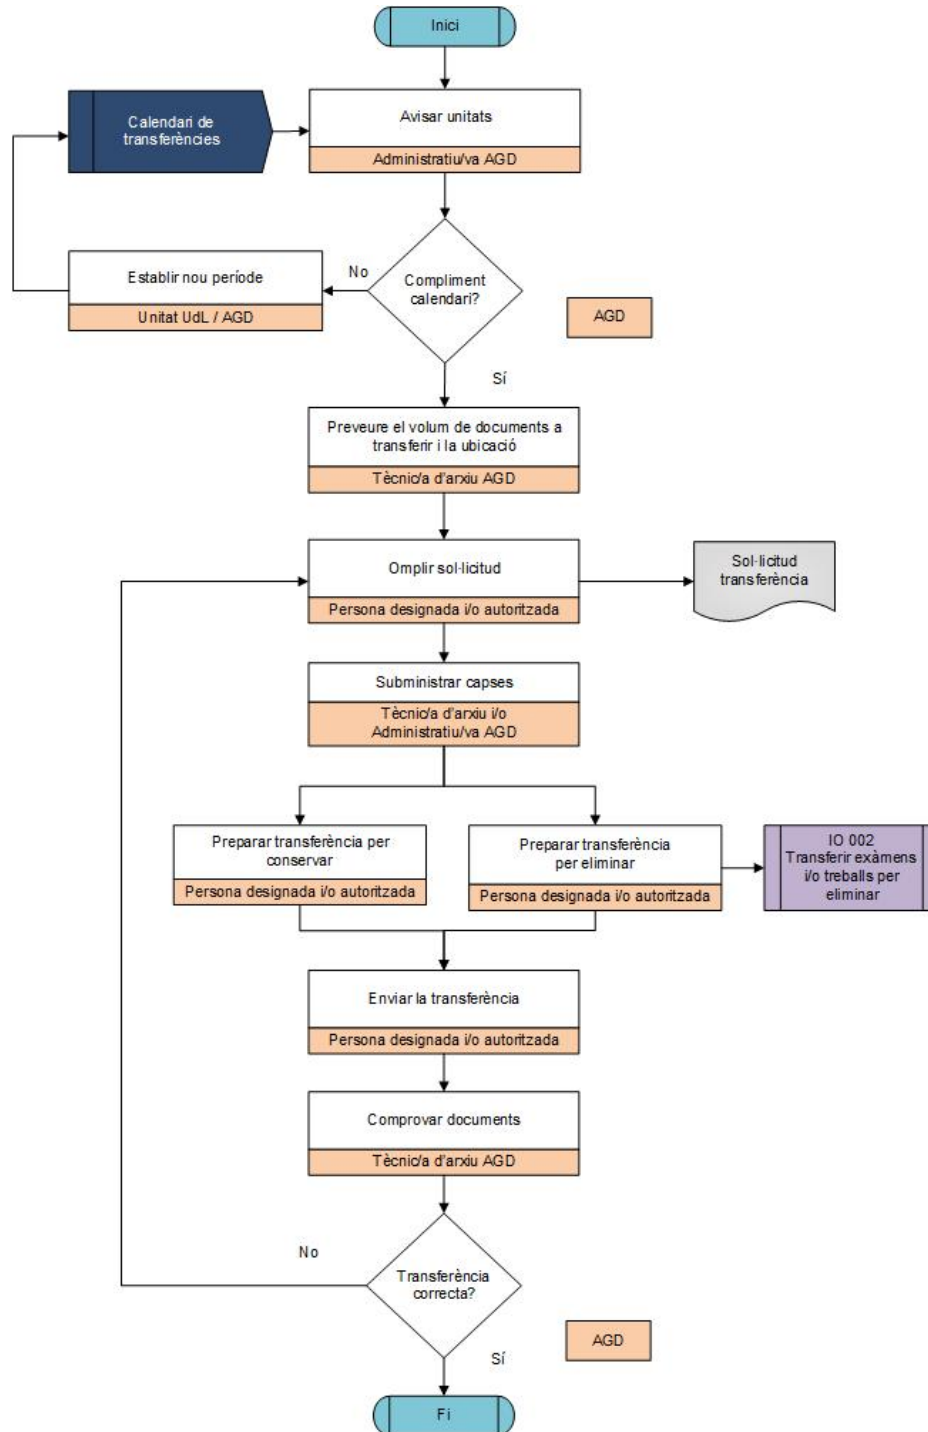 Inici
Calendari de
transferències
Avisar unitats
Administratiu/va AGD
Establir nou període
Unitat UdL / AGD
No
Compliment
calendari?
AGD
Sí
Preveure el volum de documents a
transferir i la ubicació
Tècnic/a d'arxiu AGD
Omplir sol·licitud
Persona designada i/o autoritzada
Sol·licitud
transferència
Subministrar capses
Tècnic/a d'arxiu i/o
Administratiu/va AGD
Preparar transferència per
conservar
Persona designada i/o autoritzada
Preparar transferència
per eliminar
Persona designada i/o autoritzada
IO 002
Transferir exàmens
i/o treballs per
eliminar
Enviar la transferència
Persona designada i/o autoritzada
Comprovar documents
Tècnic/a d'arxiu AGD
No
Transferència
correcta?
AGD
Sí
Fi